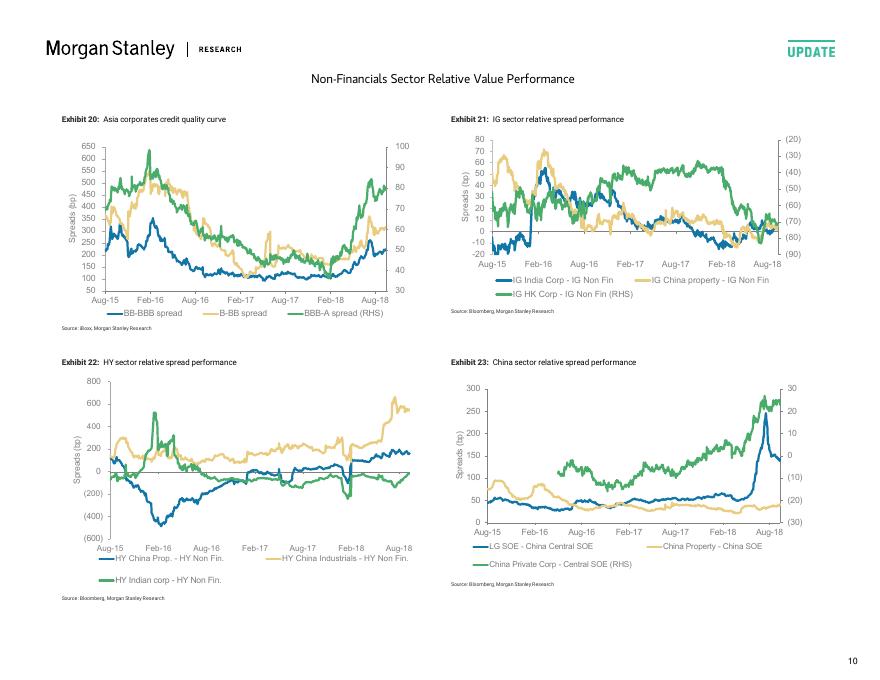 Morgan Stanley | RESEARCH
UPDATE
Non-Financials Sector Relative Value Performance
Exhibit 20: Asia corporates credit quality curve
650
600
550
500
450
400
350
300
250
200
150
100
50
Spreads (bp)
100
90
80
70
60
50
40
30
Aug-15 Feb-16 Aug-16 Feb-17 Aug-17 Feb-18 Aug-18
BB-BBB spread B-BB spread BBB-A spread (RHS)
Source: iBoxx, Morgan Stanley Research
Exhibit 21: IG sector relative spread performance
80
70
60
50
40
30
20
10
0
-10
-20
Spreads (bp)
(20)
(30)
(40)
(50)
(60)
(70)
(80)
(90)
Aug-15 Feb-16 Aug-16 Feb-17 Aug-17 Feb-18 Aug-18
IG India Corp - IG Non Fin IG China property - IG Non Fin
IG HK Corp - IG Non Fin (RHS)
Source: Bloomberg, Morgan Stanley Research
Exhibit 22: HY sector relative spread performance
800
600
400
200
0
(200)
(400)
(600)
Spreads (bp)
Aug-15 Feb-16 Aug-16 Feb-17 Aug-17 Feb-18 Aug-18
HY China Prop. - HY Non Fin. HY China Industrials - HY Non Fin.
HY Indian corp - HY Non Fin.
Source: Bloomberg, Morgan Stanley Research
Exhibit 23: China sector relative spread performance
300
250
200
150
100
50
0
Spreads (bp)
30
20
10
0
(10)
(20)
(30)
Aug-15 Feb-16 Aug-16 Feb-17 Aug-17 Feb-18 Aug-18
LG SOE - China Central SOE China Property - China SOE
China Private Corp - Central SOE (RHS)
Source: Bloomberg, Morgan Stanley Research
10